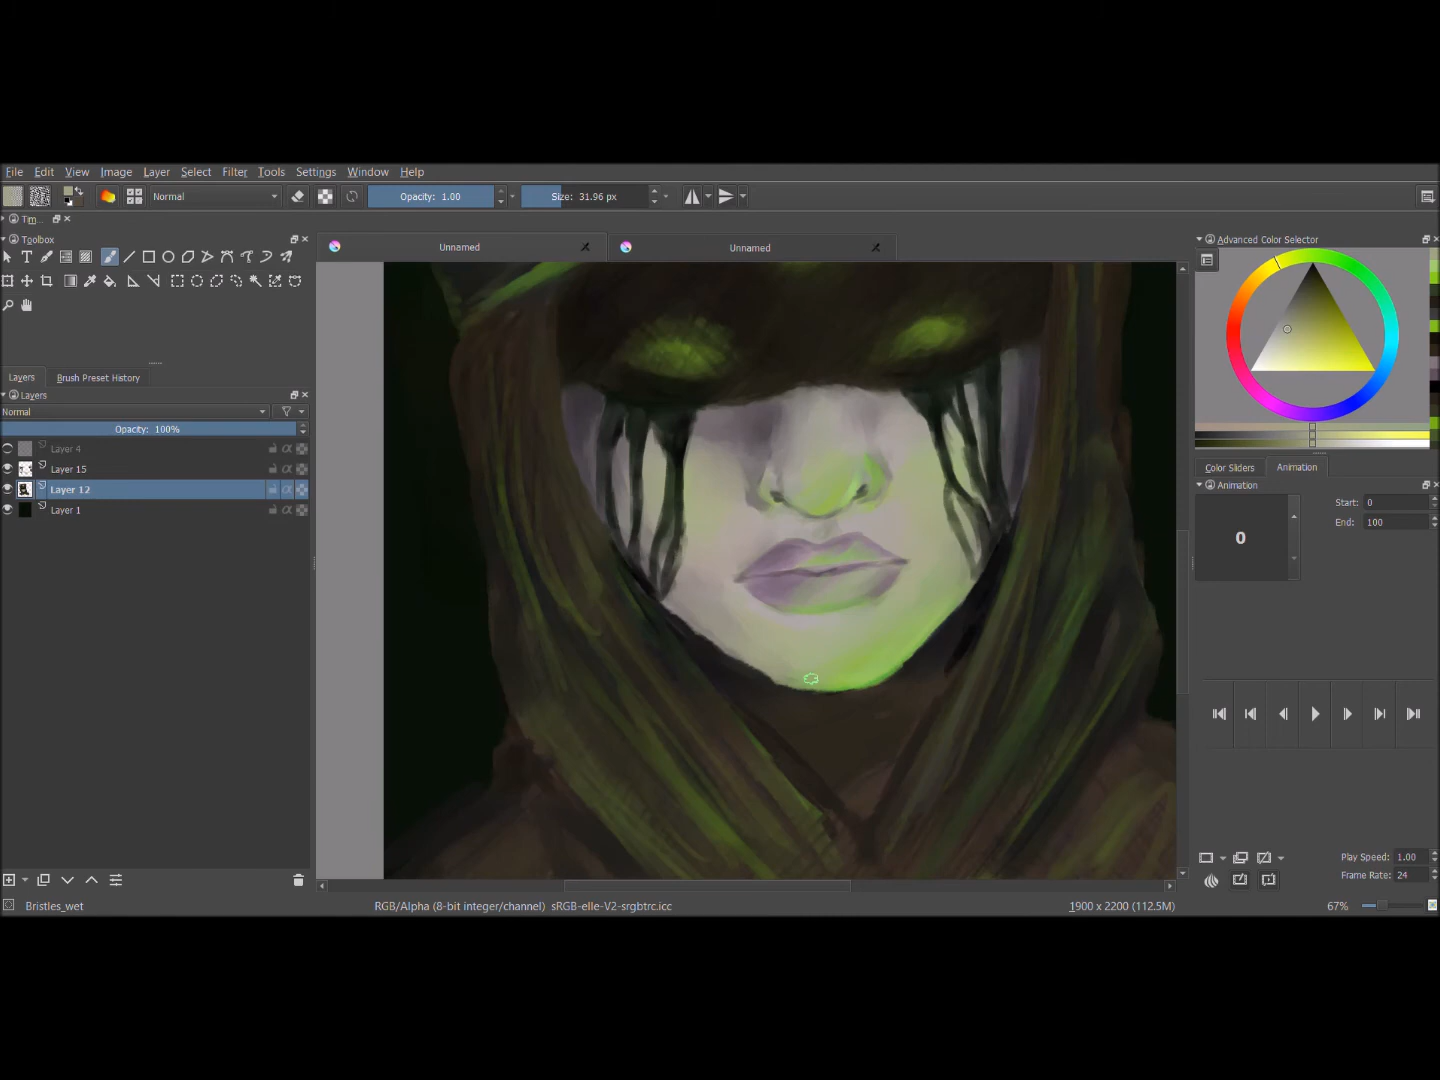 File Edit View Image Layer Select Filter Tools Settings Window Help
Normal Opacity: 1.00 Size: 31.96 px
Toolbox
Unnamed Unnamed
Advanced Color Selector
Layers Brush Preset History
Layers
Normal
Opacity: 100%
Layer 4
Layer 15
Layer 12
Layer 1
Color Sliders Animation
Animation
Start: 0
0
End: 100
Play Speed: 1.00
Frame Rate: 24
Bristles_wet RGB/Alpha (8-bit integer/channel) sRGB-elle-V2-srgbtrc.icc 1900 x 2200 (112.5M) 67%